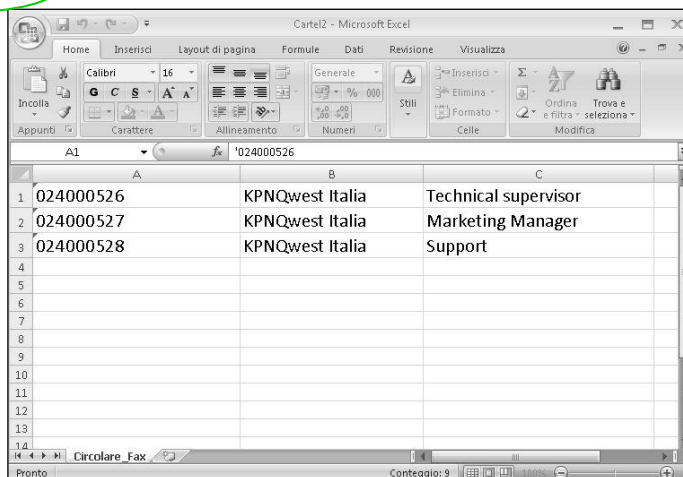 Cartel2 - Microsoft Excel
Home Inserisci Layout di pagina Formule Dati Revisione Visualizza
Incolla
Appunti
Calibri 16
G C S A A
A
Carattere
Allineamento
Generale
% 000
Numeri
Stili
Inserisci
Elimina
Formato
Celle
Σ
Ordina e filtra
Trova e seleziona
Modifica
A1 fx '024000526
A B C
1 024000526 KPNQwest Italia Technical supervisor
2 024000527 KPNQwest Italia Marketing Manager
3 024000528 KPNQwest Italia Support
4
5
6
7
8
9
10
11
12
13
14
Circolare_Fax
Pronto Conteggio: 9 100%